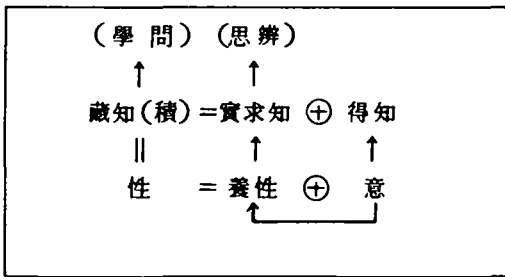 (學問) (思辨)
藏知(積)=實求知 ⊕ 得知
性 = 養性 ⊕ 意